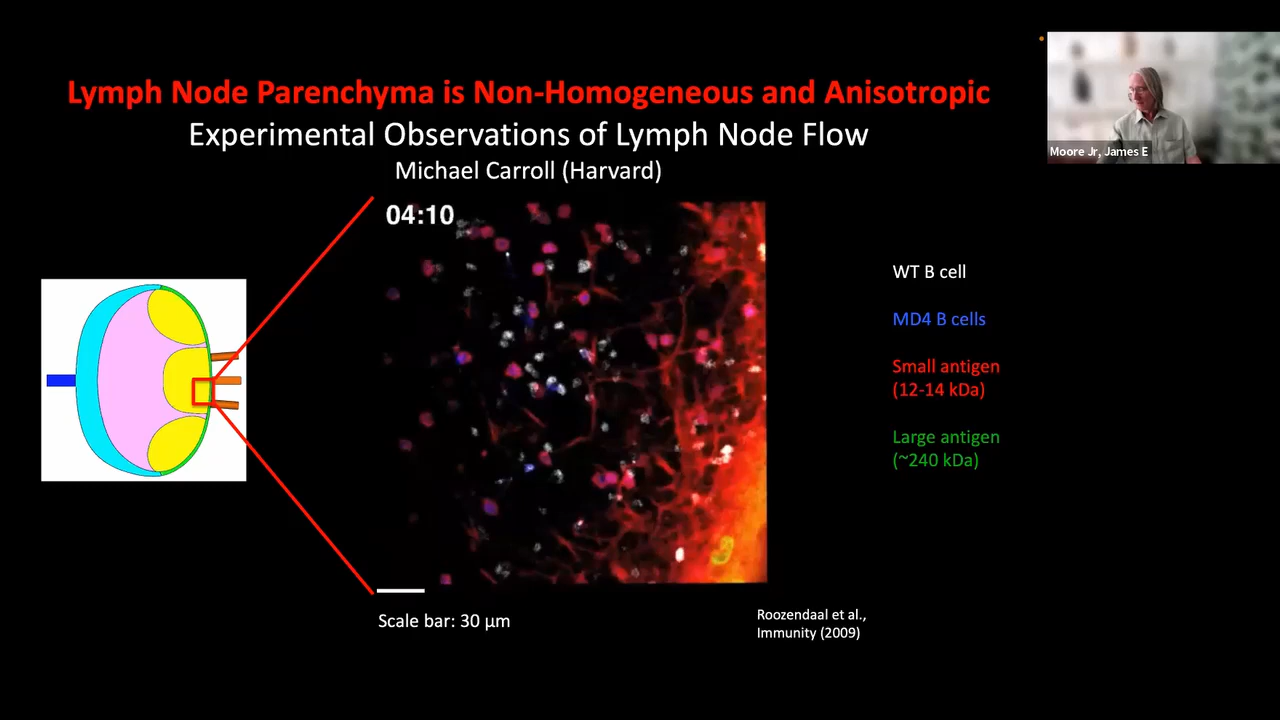 Lymph Node Parenchyma is Non-Homogeneous and Anisotropic
Experimental Observations of Lymph Node Flow
Michael Carroll (Harvard)
04:10
Moore Jr, James E
WT B cell
MD4 B cells
Small antigen
(12-14 kDa)
Large antigen
(~240 kDa)
Scale bar: 30 μm
Roozendaal et al.,
Immunity (2009)